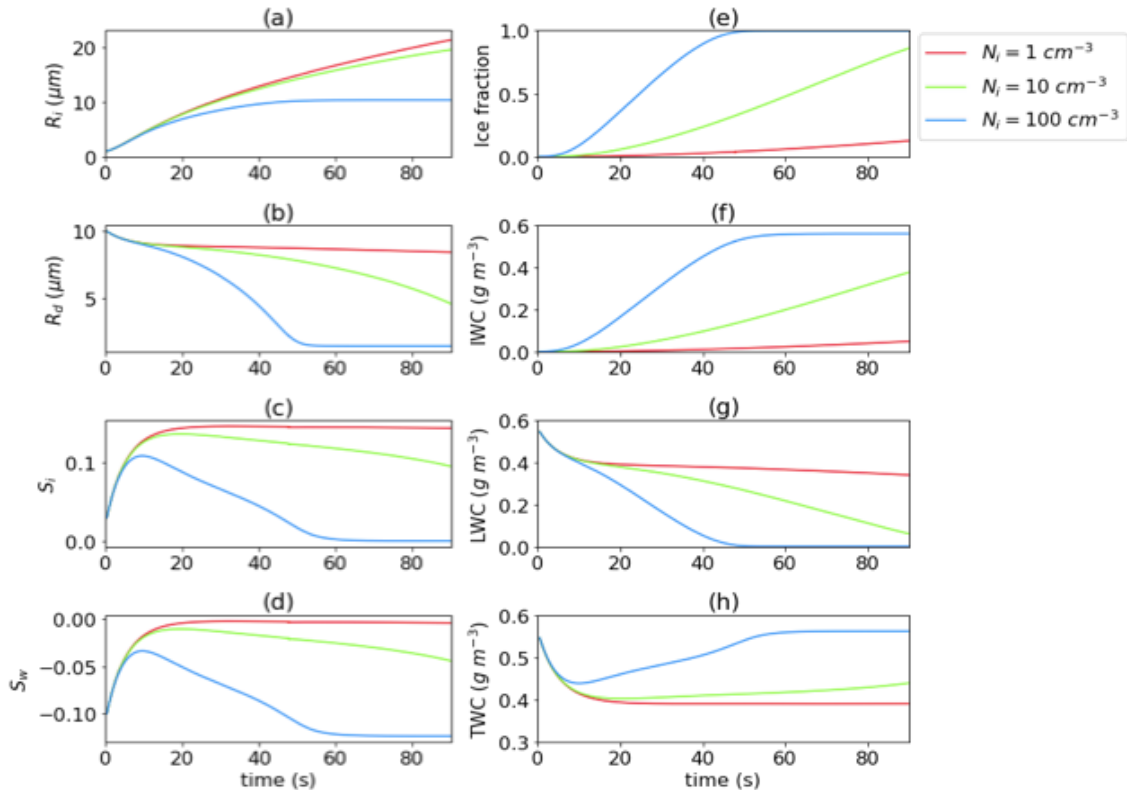 (a)
20
10
0
R_i (μm)
0 20 40 60 80
(e)
1.0
0.5
0.0
Ice fraction
0 20 40 60 80
N_i = 1 cm⁻³
N_i = 10 cm⁻³
N_i = 100 cm⁻³
(b)
10
5
R_d (μm)
0 20 40 60 80
(f)
0.6
0.4
0.2
0.0
IWC (g m⁻³)
0 20 40 60 80
(c)
0.1
0.0
S_i
0 20 40 60 80
(g)
0.6
0.4
0.2
0.0
LWC (g m⁻³)
0 20 40 60 80
(d)
0.00
−0.05
−0.10
S_w
0 20 40 60 80
time (s)
(h)
0.6
0.5
0.4
0.3
TWC (g m⁻³)
0 20 40 60 80
time (s)